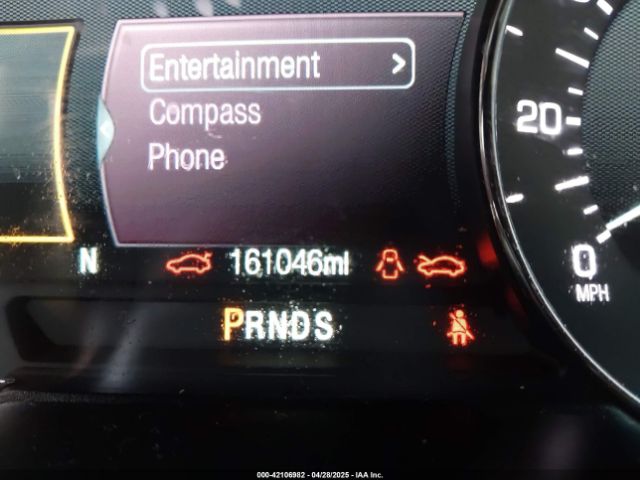 Entertainment >
Compass
Phone
20
N 161046mi 0
MPH
PRNDS
000-42106982 - 04/28/2025 - IAA Inc.